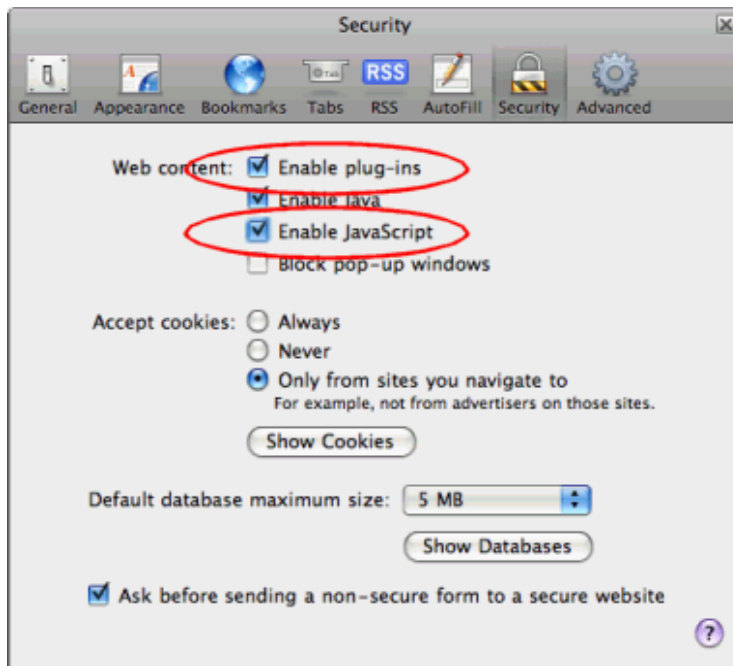 Security
General Appearance Bookmarks Tabs RSS AutoFill Security Advanced
Web content: Enable plug-ins
Enable Java
Enable JavaScript
Block pop-up windows
Accept cookies: Always
Never
Only from sites you navigate to
For example, not from advertisers on those sites.
Show Cookies
Default database maximum size: 5 MB
Show Databases
Ask before sending a non-secure form to a secure website
?